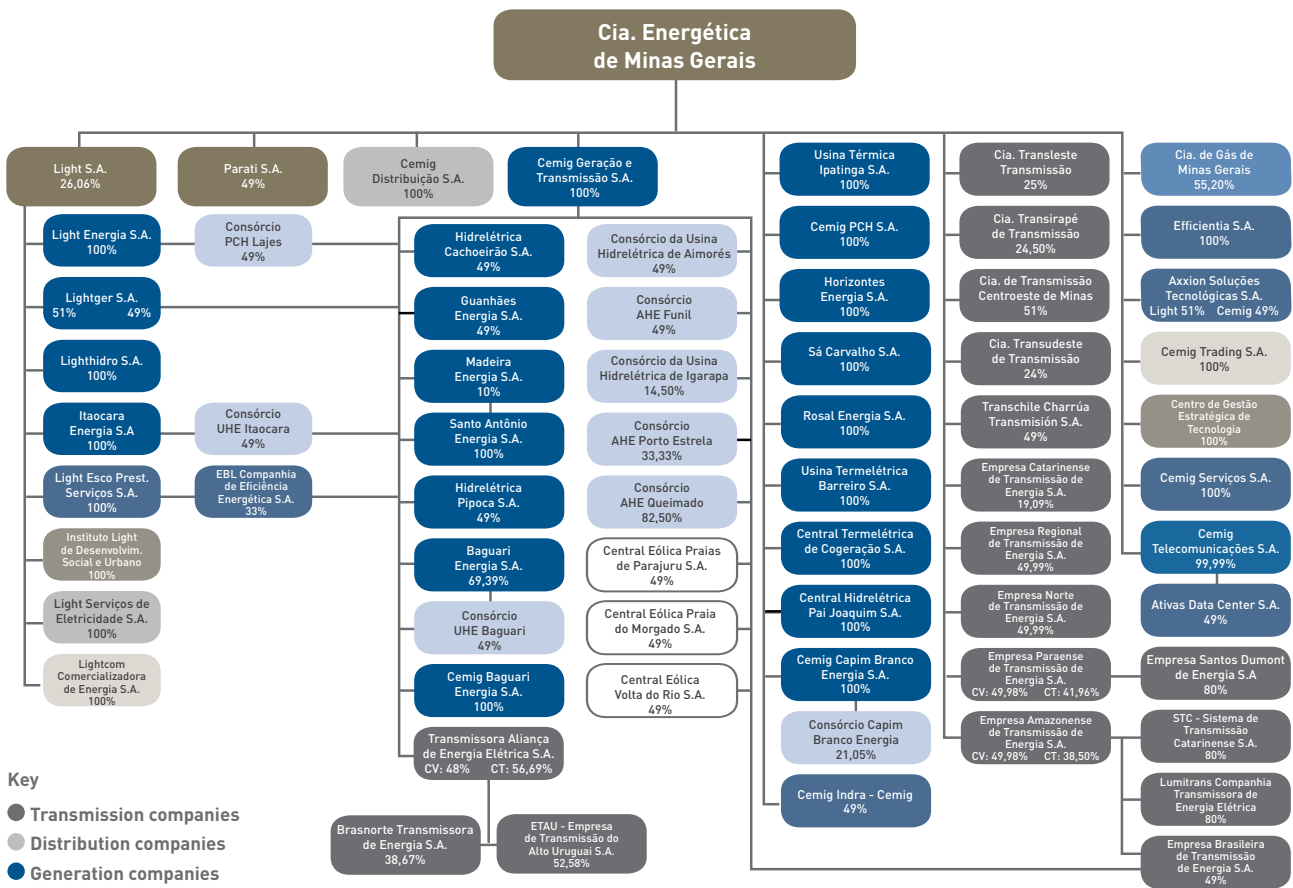 Cia. Energética
de Minas Gerais
Light S.A.
26,06%
Parati S.A.
49%
Cemig
Distribuição S.A.
100%
Cemig Geração e
Transmissão S.A.
100%
Usina Térmica
Ipatinga S.A.
100%
Cia. Transleste
Transmissão
25%
Cia. de Gás de
Minas Gerais
55,20%
Light Energia S.A.
100%
Consórcio
PCH Lajes
49%
Hidrelétrica
Cachoeirão S.A.
49%
Consórcio da Usina
Hidrelétrica de Aimorés
49%
Cemig PCH S.A.
100%
Cia. Transirapé
de Transmissão
24,50%
Efficientia S.A.
100%
Lightger S.A.
51% 49%
Guanhães
Energia S.A.
49%
Consórcio
AHE Funil
49%
Horizontes
Energia S.A.
100%
Cia. de Transmissão
Centroeste de Minas
51%
Axxion Soluções
Tecnológicas S.A.
Light 51% Cemig 49%
Lighthidro S.A.
100%
Madeira
Energia S.A.
10%
Consórcio da Usina
Hidrelétrica de Igarapa
14,50%
Sá Carvalho S.A.
100%
Cia. Transudeste
de Transmissão
24%
Cemig Trading S.A.
100%
Itaocara
Energia S.A
100%
Consórcio
UHE Itaocara
49%
Santo Antônio
Energia S.A.
100%
Consórcio
AHE Porto Estrela
33,33%
Rosal Energia S.A.
100%
Transchile Charrúa
Transmisión S.A.
49%
Centro de Gestão
Estratégica de
Tecnologia
100%
Light Esco Prest.
Serviços S.A.
100%
EBL Companhia
de Eficiência
Energética S.A.
33%
Hidrelétrica
Pipoca S.A.
49%
Consórcio
AHE Queimado
82,50%
Usina Termelétrica
Barreiro S.A.
100%
Empresa Catarinense
de Transmissão de
Energia S.A.
19,09%
Cemig Serviços S.A.
100%
Instituto Light
de Desenvolvim.
Social e Urbano
100%
Baguari
Energia S.A.
69,39%
Central Eólica Praias
de Parajuru S.A.
49%
Central Termelétrica
de Cogeração S.A.
100%
Empresa Regional
de Transmissão de
Energia S.A.
49,99%
Cemig
Telecomunicações S.A.
99,99%
Light Serviços de
Eletricidade S.A.
100%
Consórcio
UHE Baguari
49%
Central Eólica Praia
do Morgado S.A.
49%
Central Hidrelétrica
Pai Joaquim S.A.
100%
Empresa Norte
de Transmissão de
Energia S.A.
49,99%
Ativas Data Center S.A.
49%
Lightcom
Comercializadora
de Energia S.A.
100%
Cemig Baguari
Energia S.A.
100%
Central Eólica
Volta do Rio S.A.
49%
Cemig Capim Branco
Energia S.A.
100%
Empresa Paraense
de Transmissão de
Energia S.A.
CV: 49,98% CT: 41,96%
Empresa Santos Dumont
de Energia S.A
80%
Transmissora Aliança
de Energia Elétrica S.A.
CV: 48% CT: 56,69%
Consórcio Capim
Branco Energia
21,05%
Empresa Amazonense
de Transmissão de
Energia S.A.
CV: 49,98% CT: 38,50%
STC - Sistema de
Transmissão
Catarinense S.A.
80%
Cemig Indra - Cemig
49%
Lumitrans Companhia
Transmissora de
Energia Elétrica
80%
Brasnorte Transmissora
de Energia S.A.
38,67%
ETAU - Empresa
de Transmissão do
Alto Uruguai S.A.
52,58%
Empresa Brasileira
de Transmissão
de Energia S.A.
49%
Key
Transmission companies
Distribution companies
Generation companies